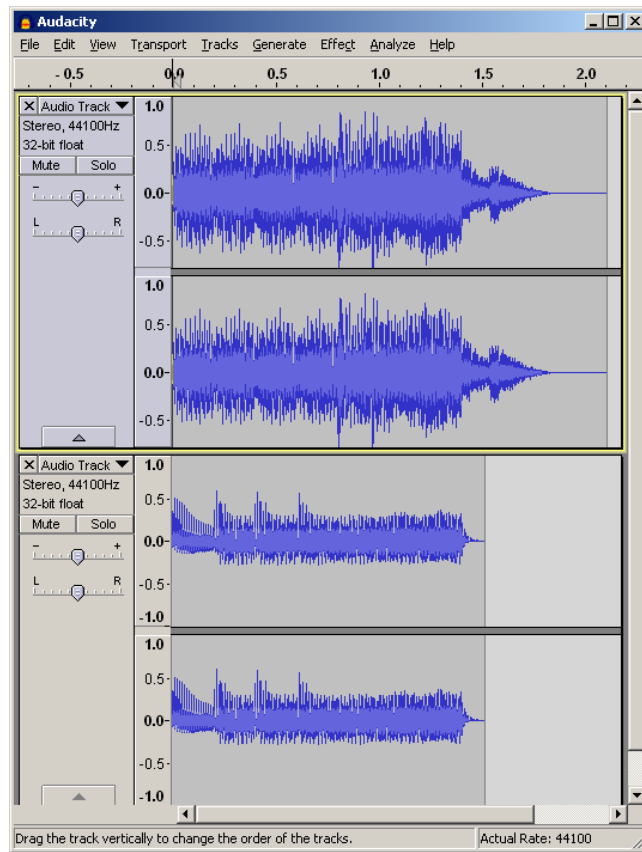 Audacity
File Edit View Transport Tracks Generate Effect Analyze Help
- 0.5 0.0 0.5 1.0 1.5 2.0
X Audio Track 1.0
Stereo, 44100Hz
32-bit float 0.5-
Mute Solo
- + 0.0-
L R
-0.5-
1.0
0.5-
0.0-
-0.5-
X Audio Track 1.0
Stereo, 44100Hz
32-bit float 0.5-
Mute Solo
- + 0.0-
L R -0.5-
-1.0
1.0
0.5-
0.0-
-0.5-
-1.0
Drag the track vertically to change the order of the tracks. Actual Rate: 44100